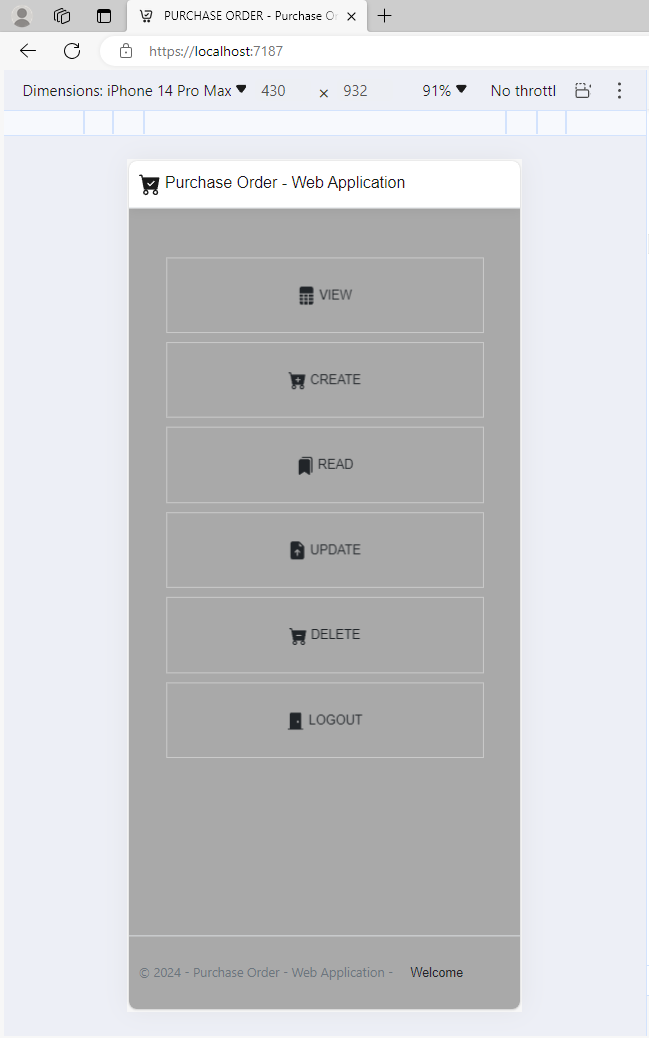 PURCHASE ORDER - Purchase Or
https://localhost:7187
Dimensions: iPhone 14 Pro Max 430 × 932 91% No throttl
Purchase Order - Web Application
VIEW
CREATE
READ
UPDATE
DELETE
LOGOUT
© 2024 - Purchase Order - Web Application - Welcome